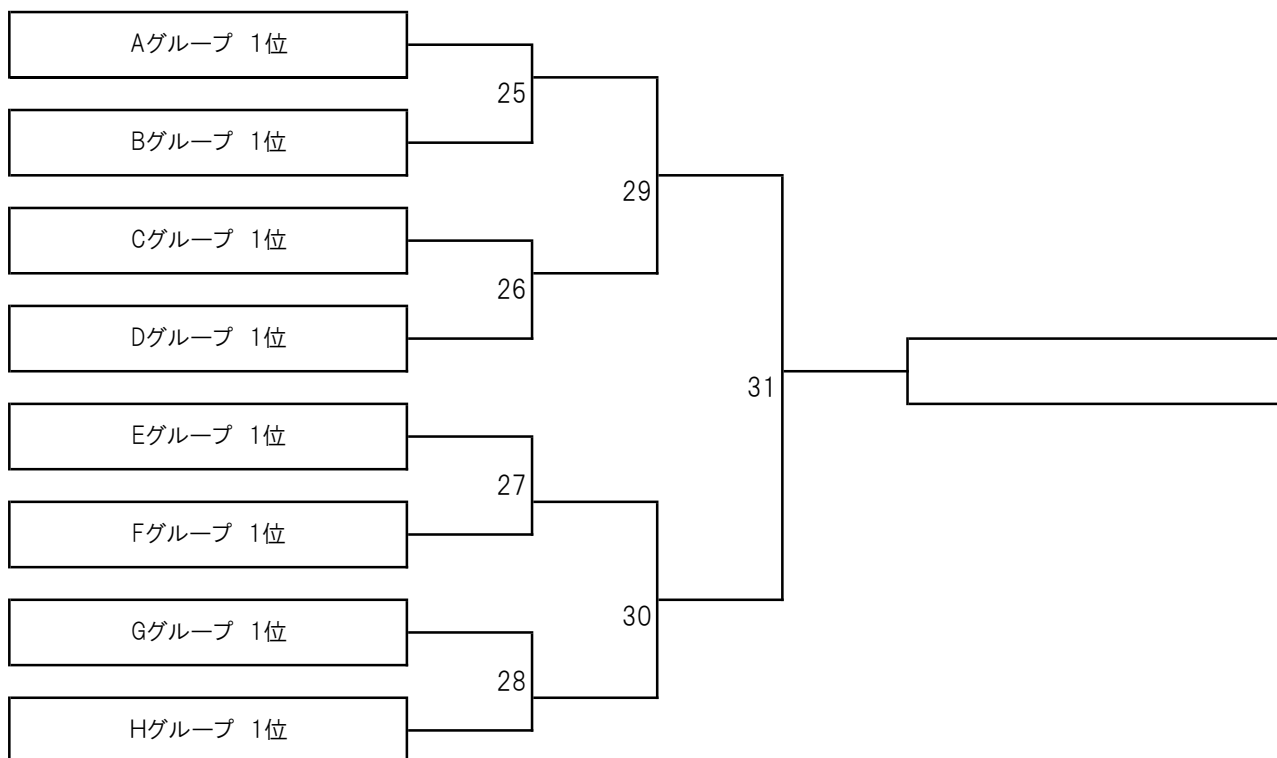 Aグループ 1位
25
Bグループ 1位
29
Cグループ 1位
26
Dグループ 1位
31
Eグループ 1位
27
Fグループ 1位
30
Gグループ 1位
28
Hグループ 1位